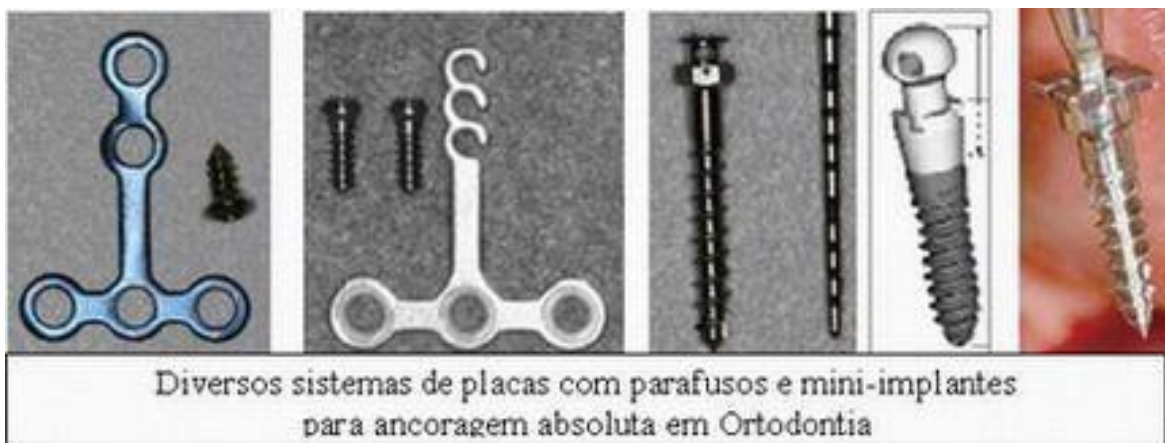 Diversos sistemas de placas com parafusos e mini-implantes
para ancoragem absoluta em Ortodontia